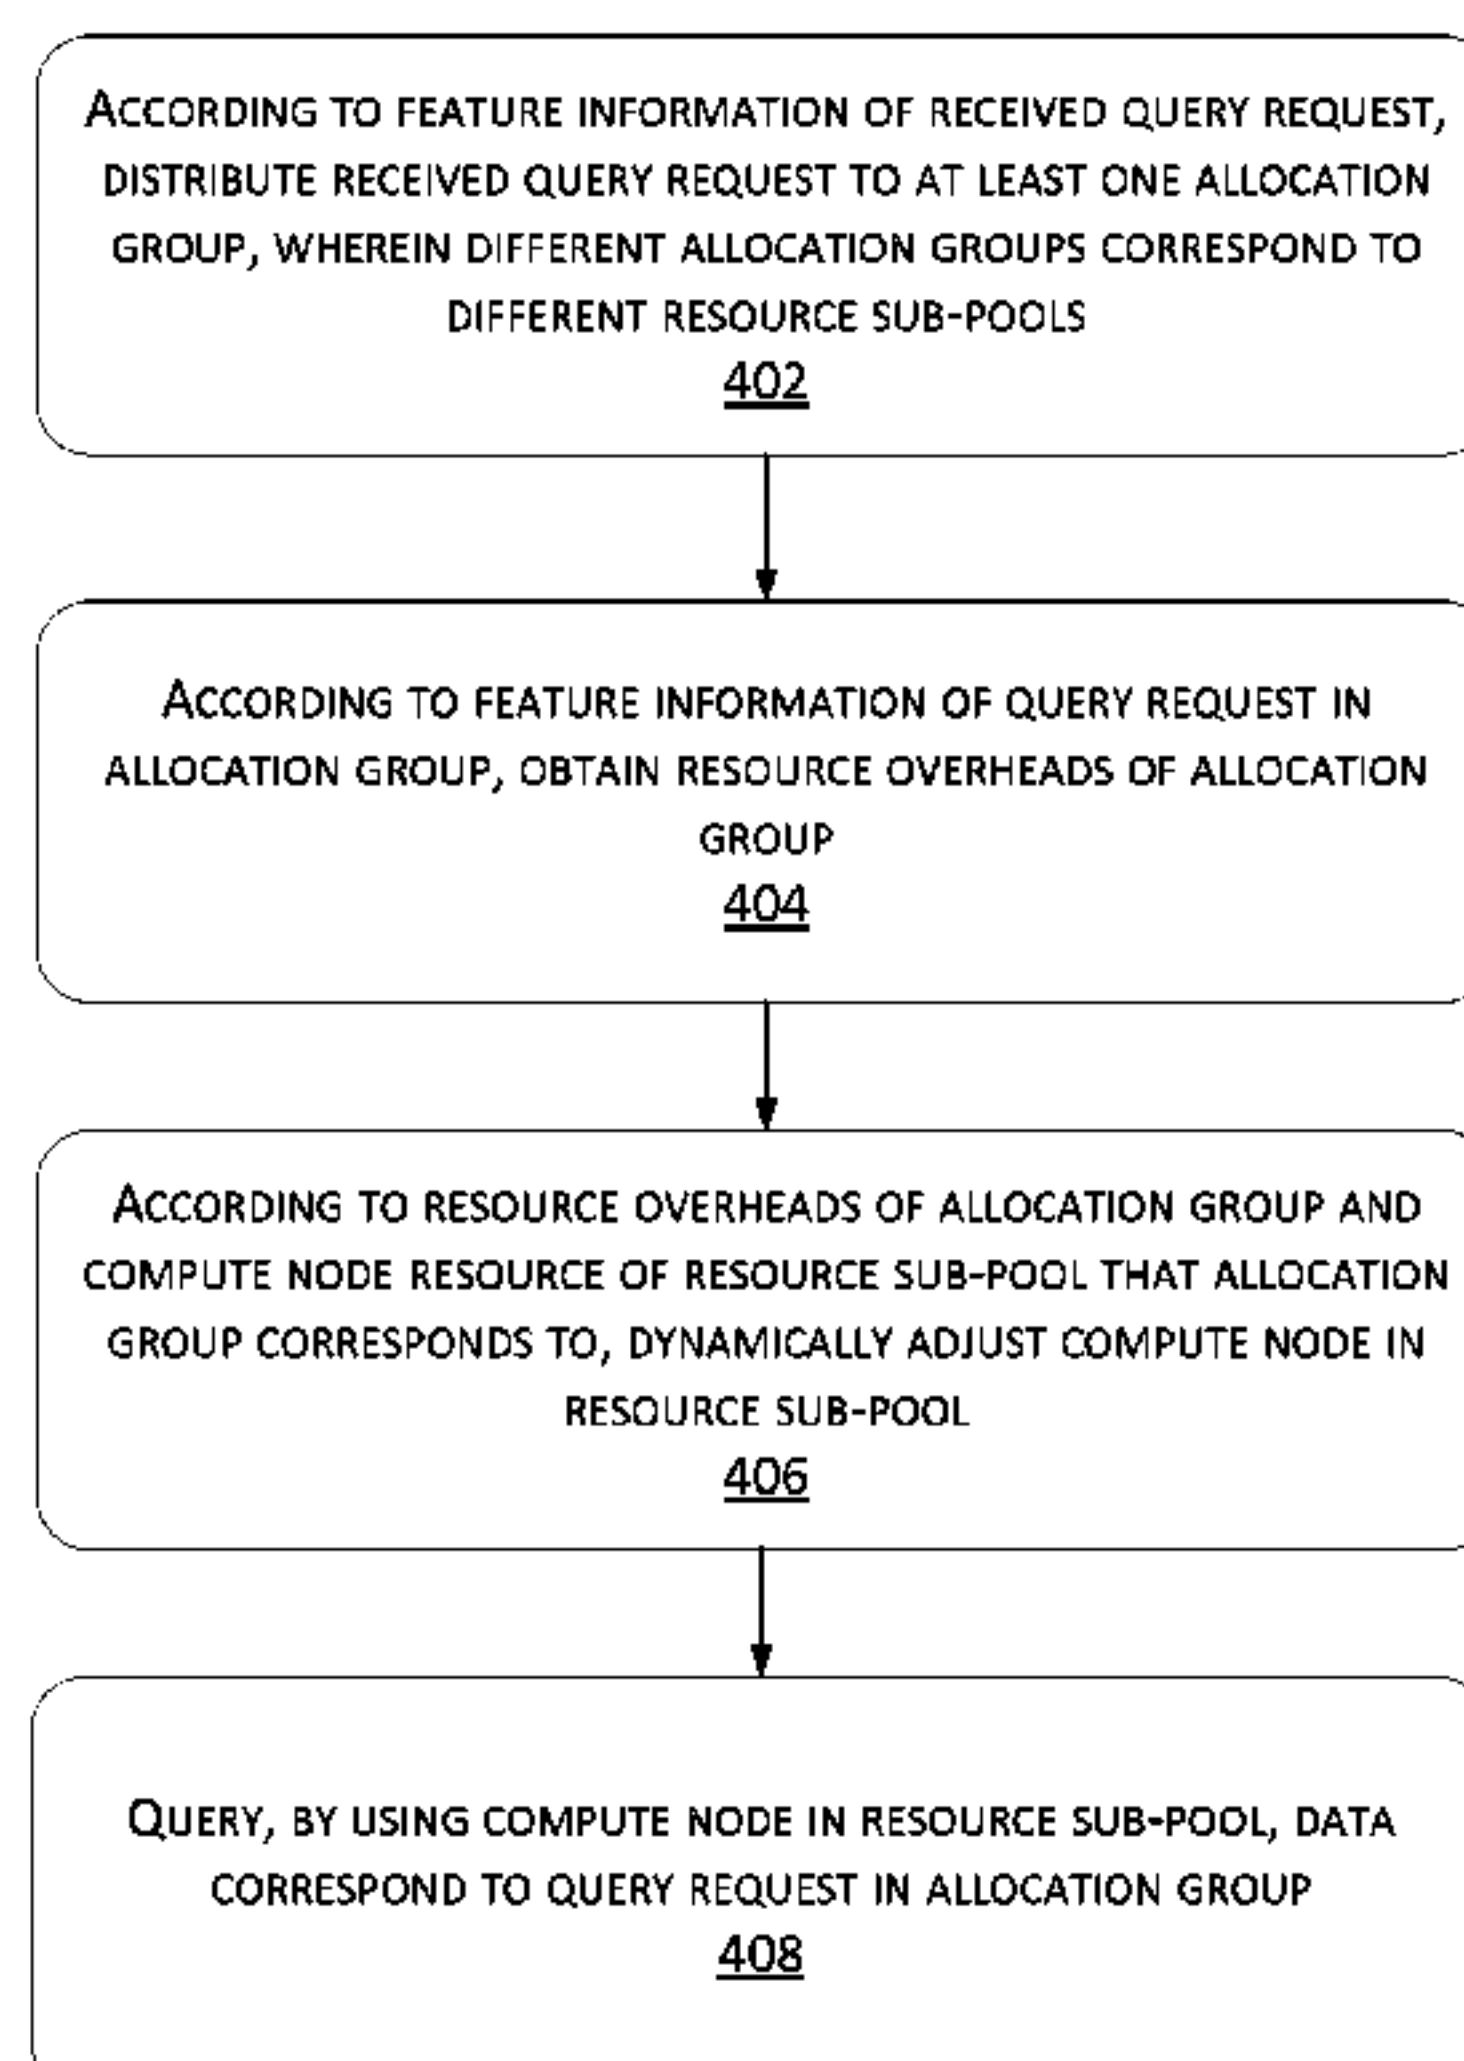 ACCORDING TO FEATURE INFORMATION OF RECEIVED QUERY REQUEST,
DISTRIBUTE RECEIVED QUERY REQUEST TO AT LEAST ONE ALLOCATION
GROUP, WHEREIN DIFFERENT ALLOCATION GROUPS CORRESPOND TO
DIFFERENT RESOURCE SUB-POOLS
402
ACCORDING TO FEATURE INFORMATION OF QUERY REQUEST IN
ALLOCATION GROUP, OBTAIN RESOURCE OVERHEADS OF ALLOCATION
GROUP
404
ACCORDING TO RESOURCE OVERHEADS OF ALLOCATION GROUP AND
COMPUTE NODE RESOURCE OF RESOURCE SUB-POOL THAT ALLOCATION
GROUP CORRESPONDS TO, DYNAMICALLY ADJUST COMPUTE NODE IN
RESOURCE SUB-POOL
406
QUERY, BY USING COMPUTE NODE IN RESOURCE SUB-POOL, DATA
CORRESPOND TO QUERY REQUEST IN ALLOCATION GROUP
408